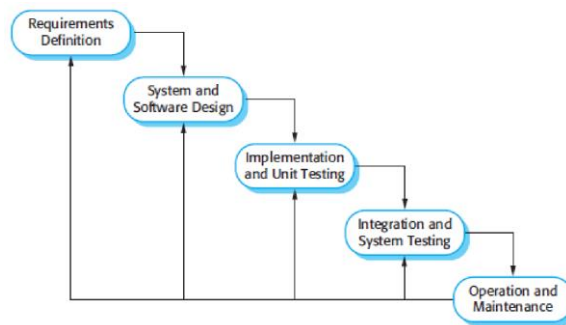 Requirements
Definition
System and
Software Design
Implementation
and Unit Testing
Integration and
System Testing
Operation and
Maintenance